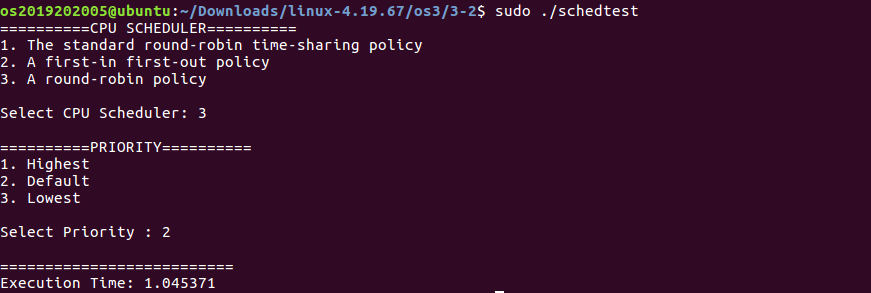 os2019202005@ubuntu:~/Downloads/linux-4.19.67/os3/3-2$ sudo ./schedtest
==========CPU SCHEDULER==========
1. The standard round-robin time-sharing policy
2. A first-in first-out policy
3. A round-robin policy
Select CPU Scheduler: 3
==========PRIORITY==========
1. Highest
2. Default
3. Lowest
Select Priority : 2
==========================
Execution Time: 1.045371